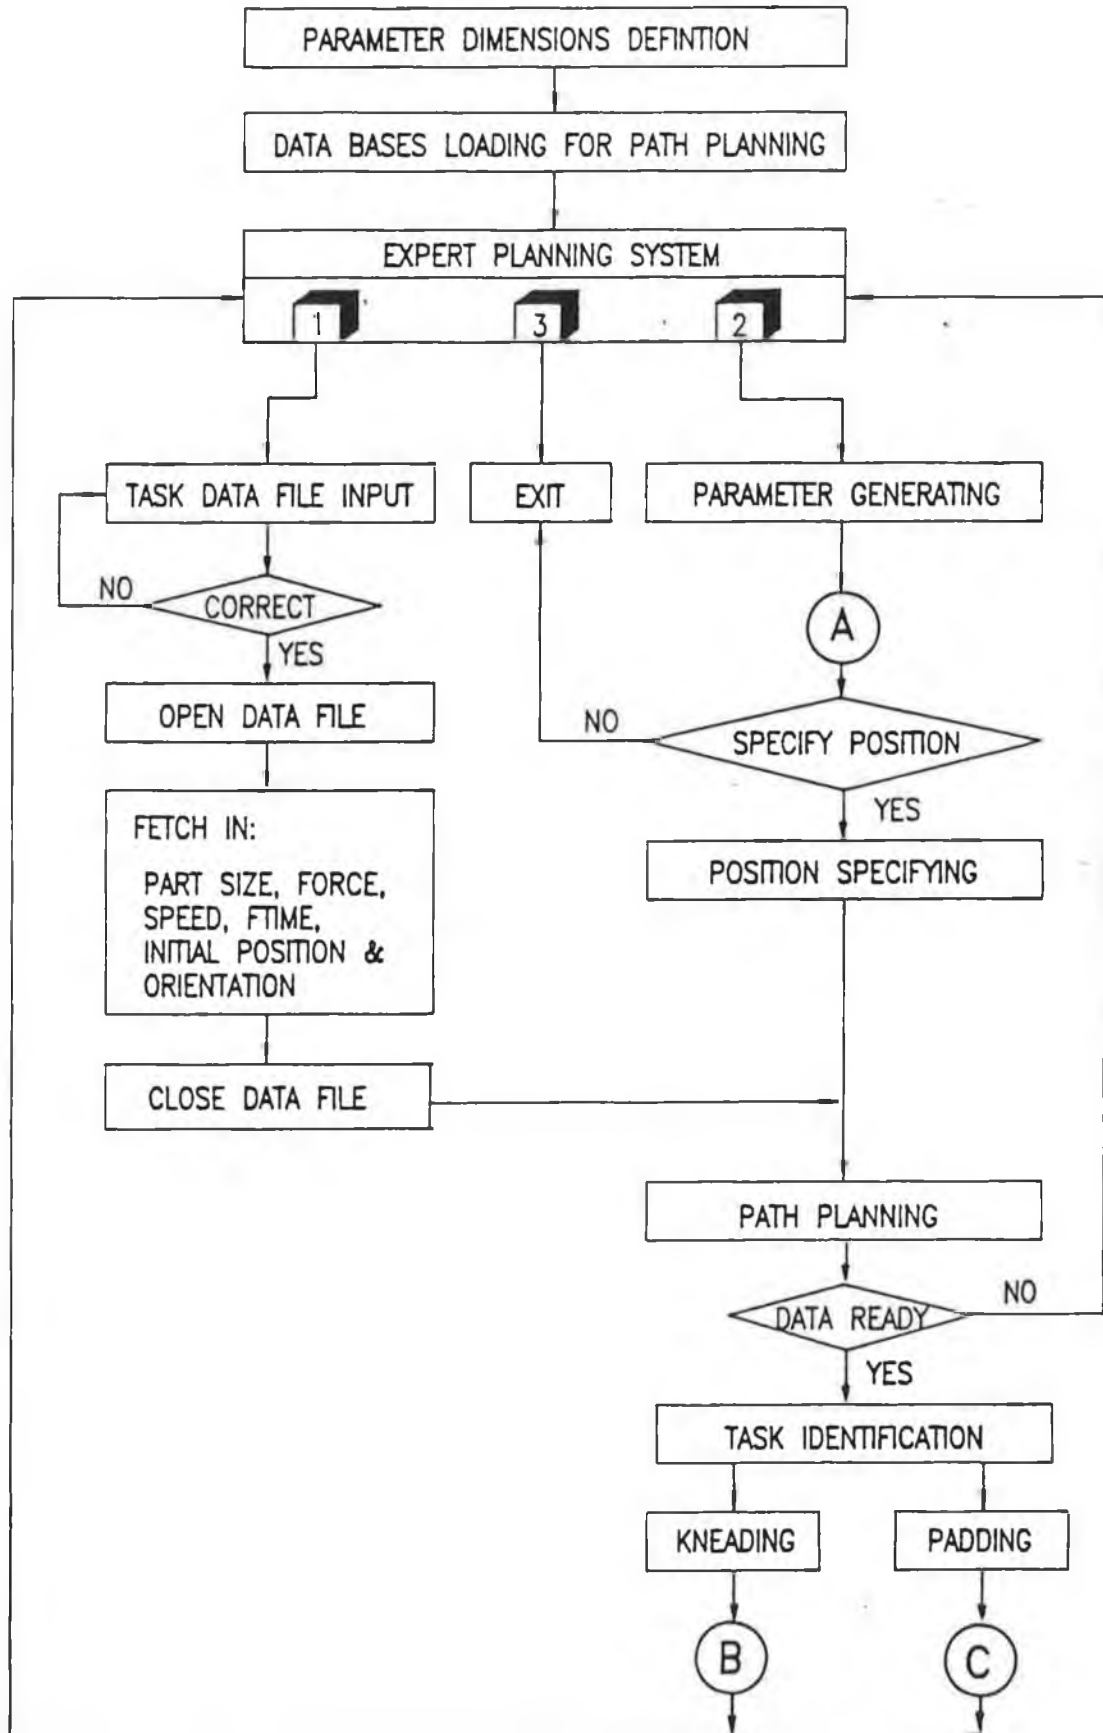 PARAMETER DIMENSIONS DEFINTION
DATA BASES LOADING FOR PATH PLANNING
EXPERT PLANNING SYSTEM
1
3
2
TASK DATA FILE INPUT
EXIT
PARAMETER GENERATING
NO
CORRECT
A
YES
OPEN DATA FILE
NO
SPECIFY POSITION
YES
FETCH IN:
PART SIZE, FORCE,
SPEED, FTIME,
INITIAL POSITION &
ORIENTATION
POSITION SPECIFYING
CLOSE DATA FILE
PATH PLANNING
DATA READY
NO
YES
TASK IDENTIFICATION
KNEADING
PADDING
B
C